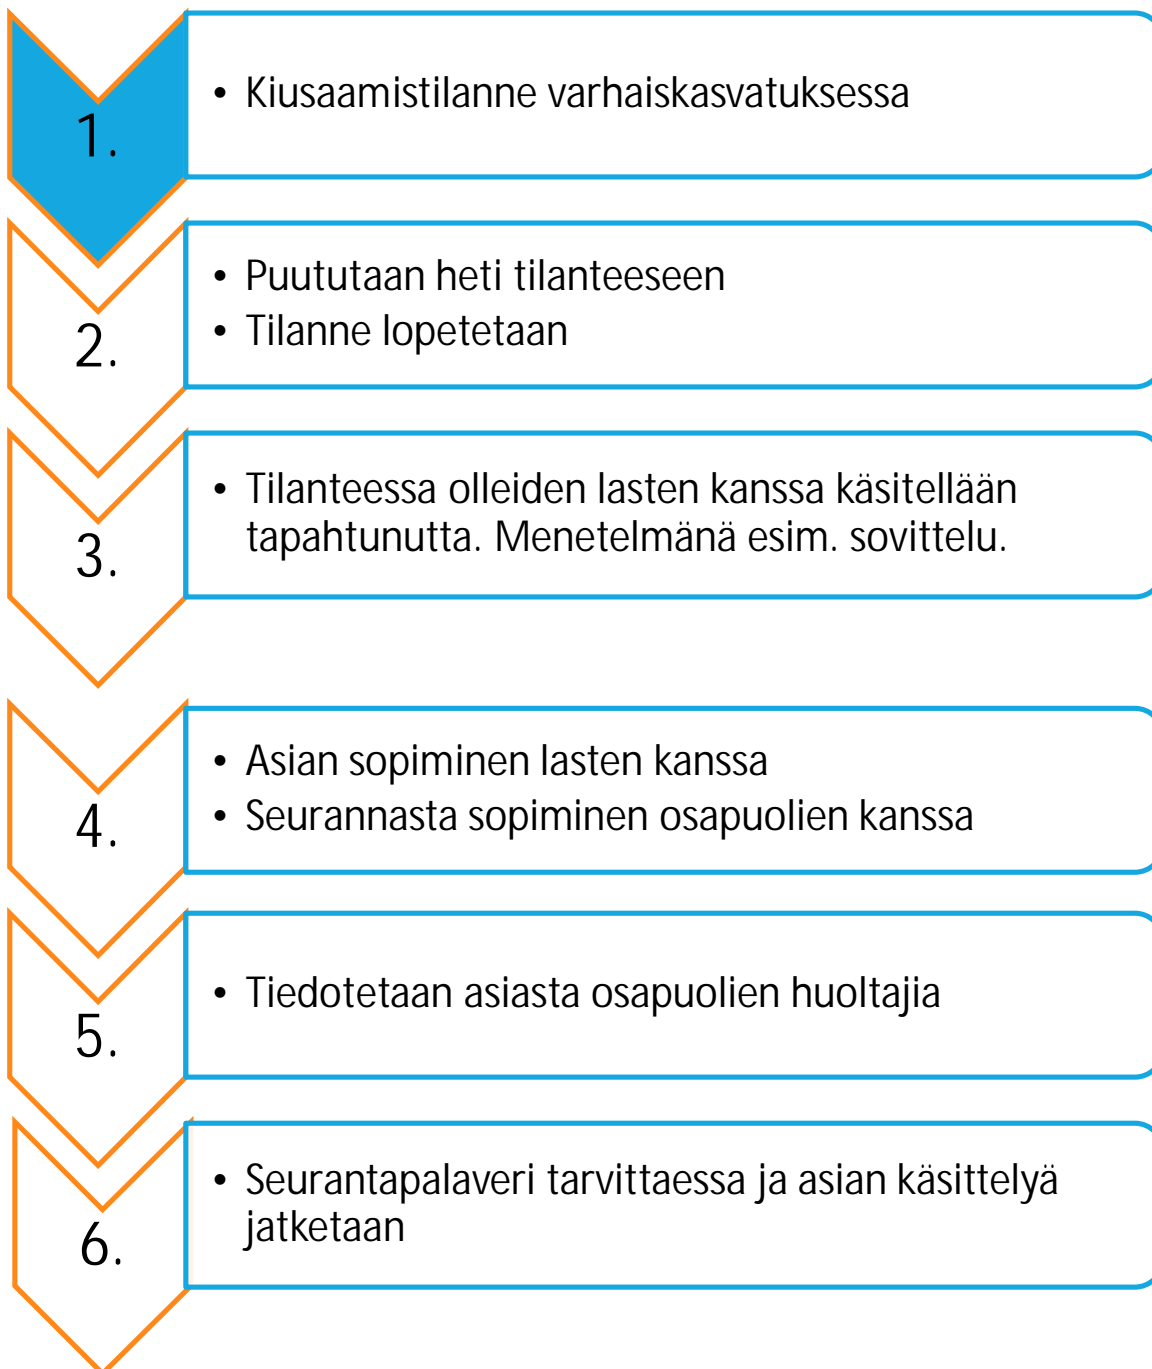 1.
• Kiusaamistilanne varhaiskasvatuksessa
2.
• Puututaan heti tilanteeseen
• Tilanne lopetetaan
3.
• Tilanteessa olleiden lasten kanssa käsitellään
tapahtunutta. Menetelmänä esim. sovittelu.
4.
• Asian sopiminen lasten kanssa
• Seurannasta sopiminen osapuolien kanssa
5.
• Tiedotetaan asiasta osapuolien huoltajia
6.
• Seurantapalaveri tarvittaessa ja asian käsittelyä
jatketaan